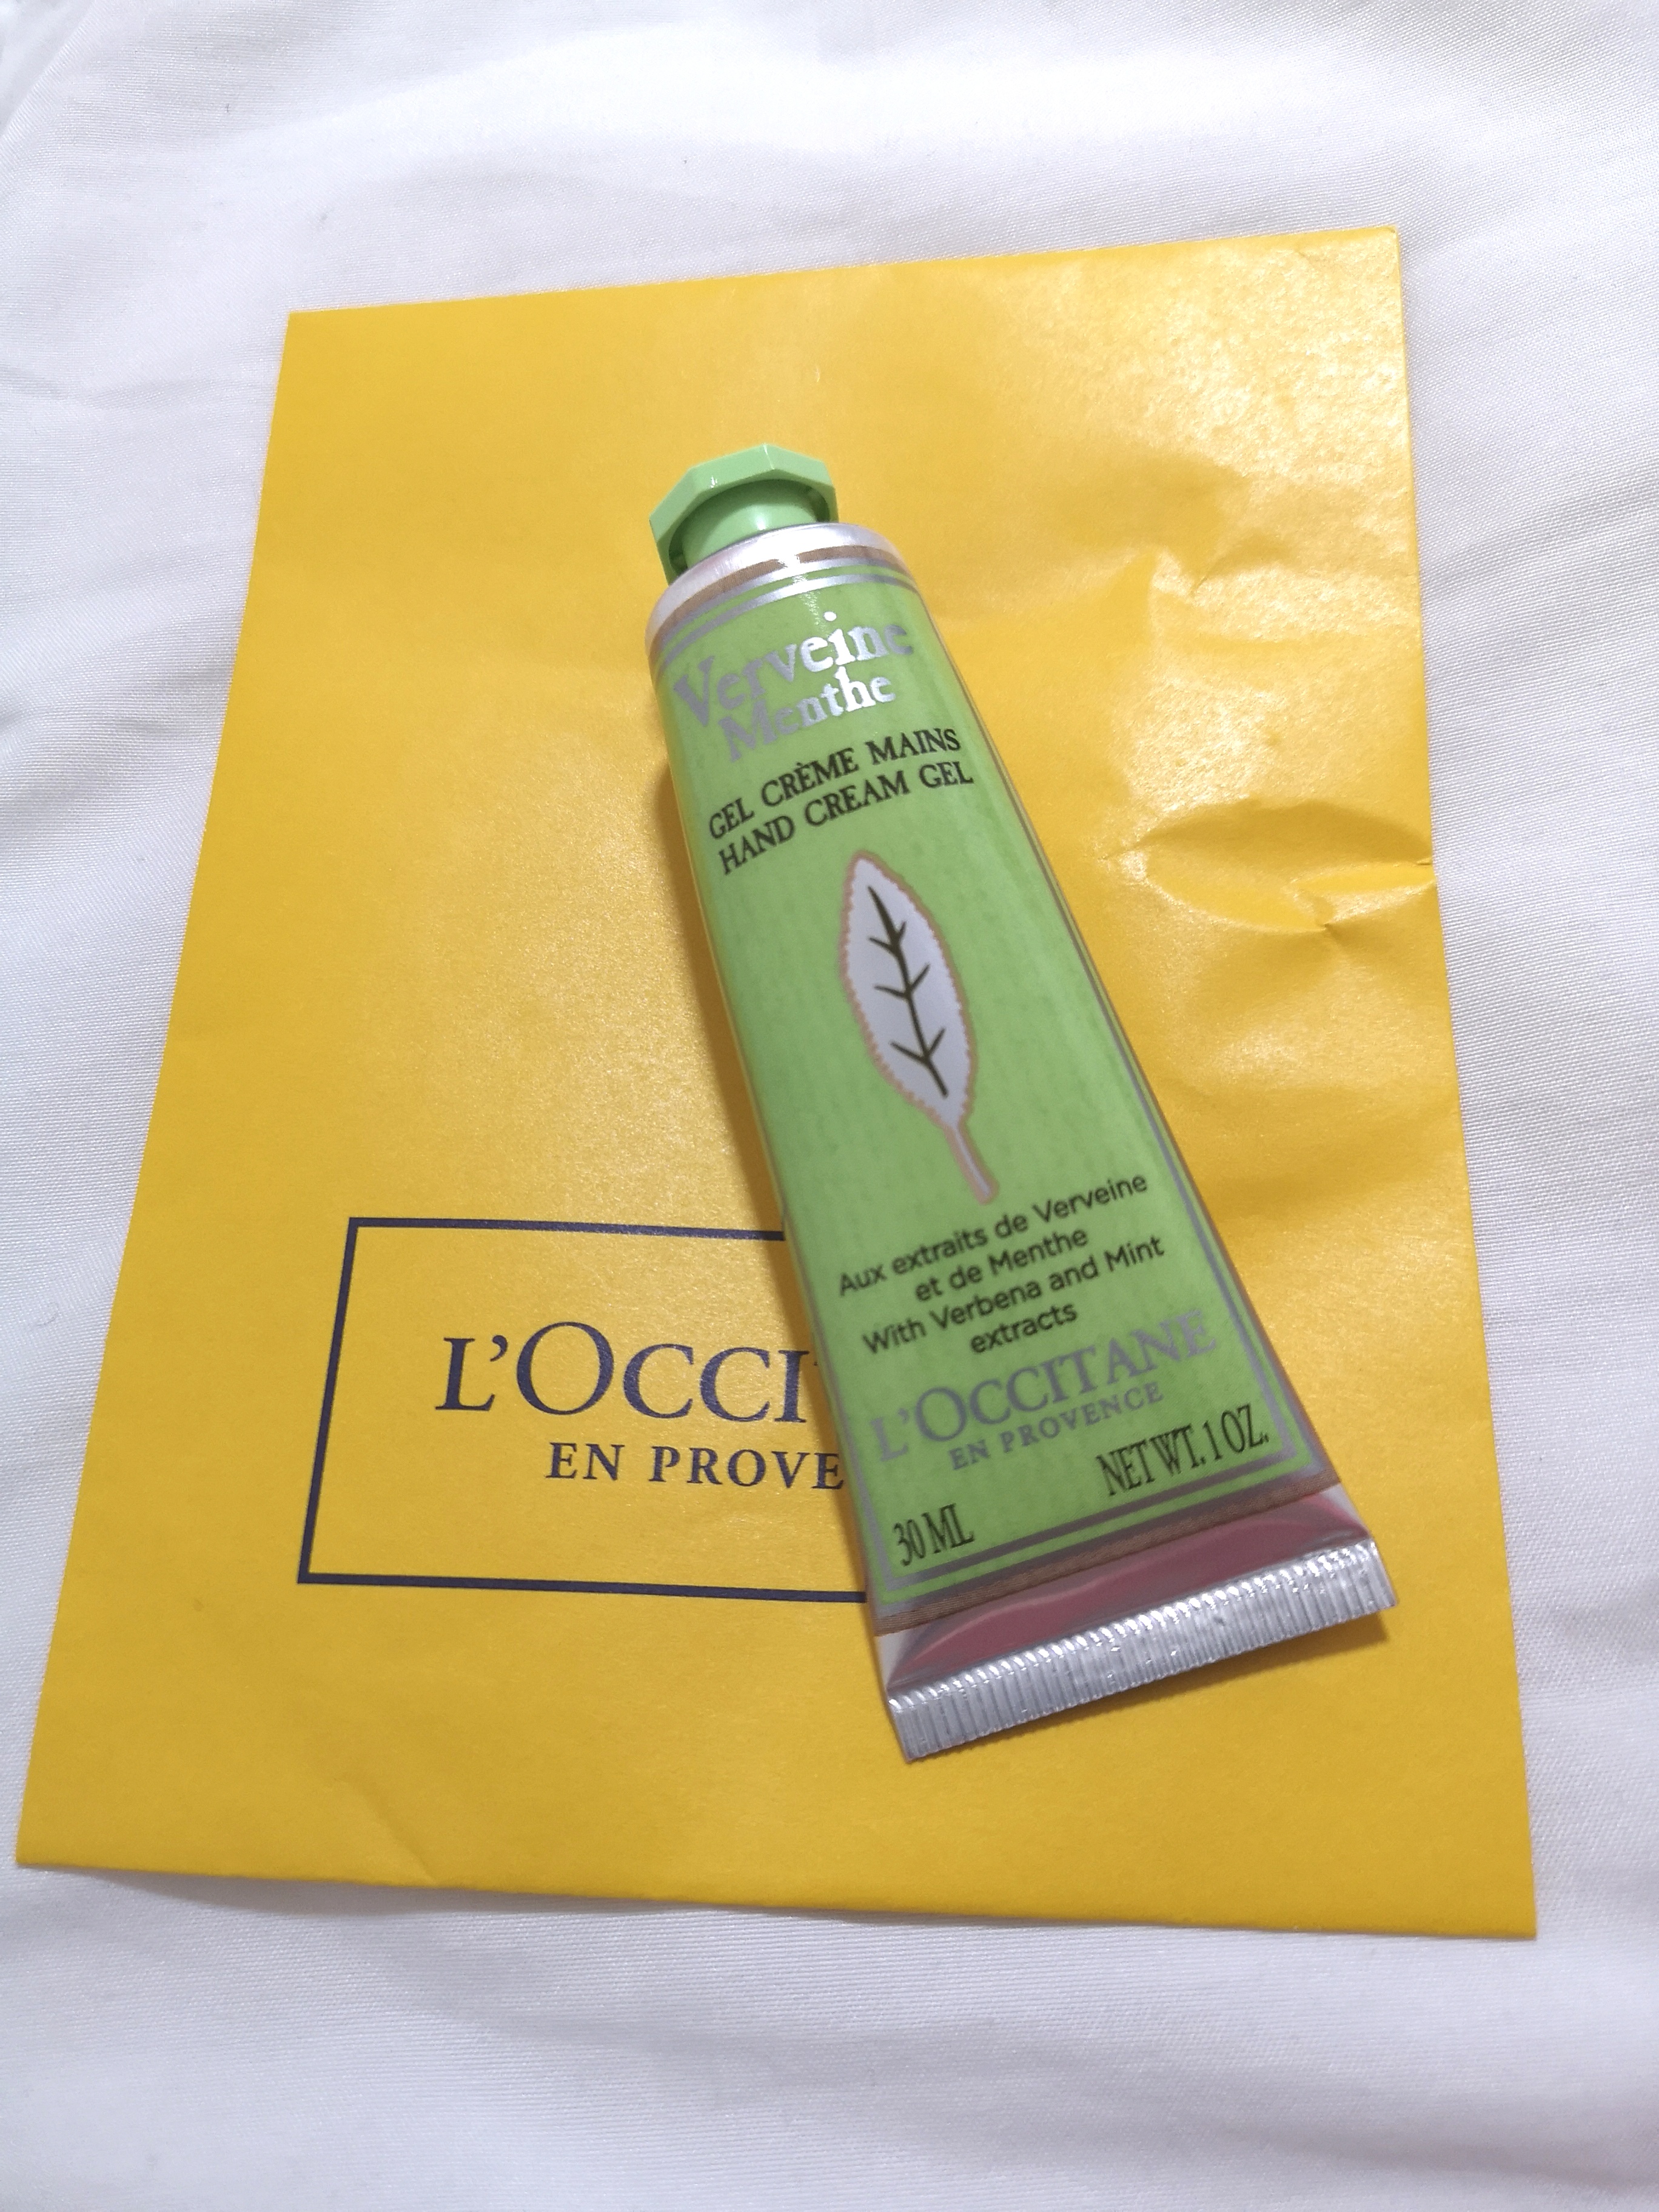 Verveine
Menthe
GEL CRÈME MAINS
HAND CREAM GEL
Aux extraits de Verveine
et de Menthe
With Verbena and Mint
extracts
L'OCCITANE
EN PROVENCE
30 ML NET WT. 1 OZ.
L'OCCI
EN PROVE